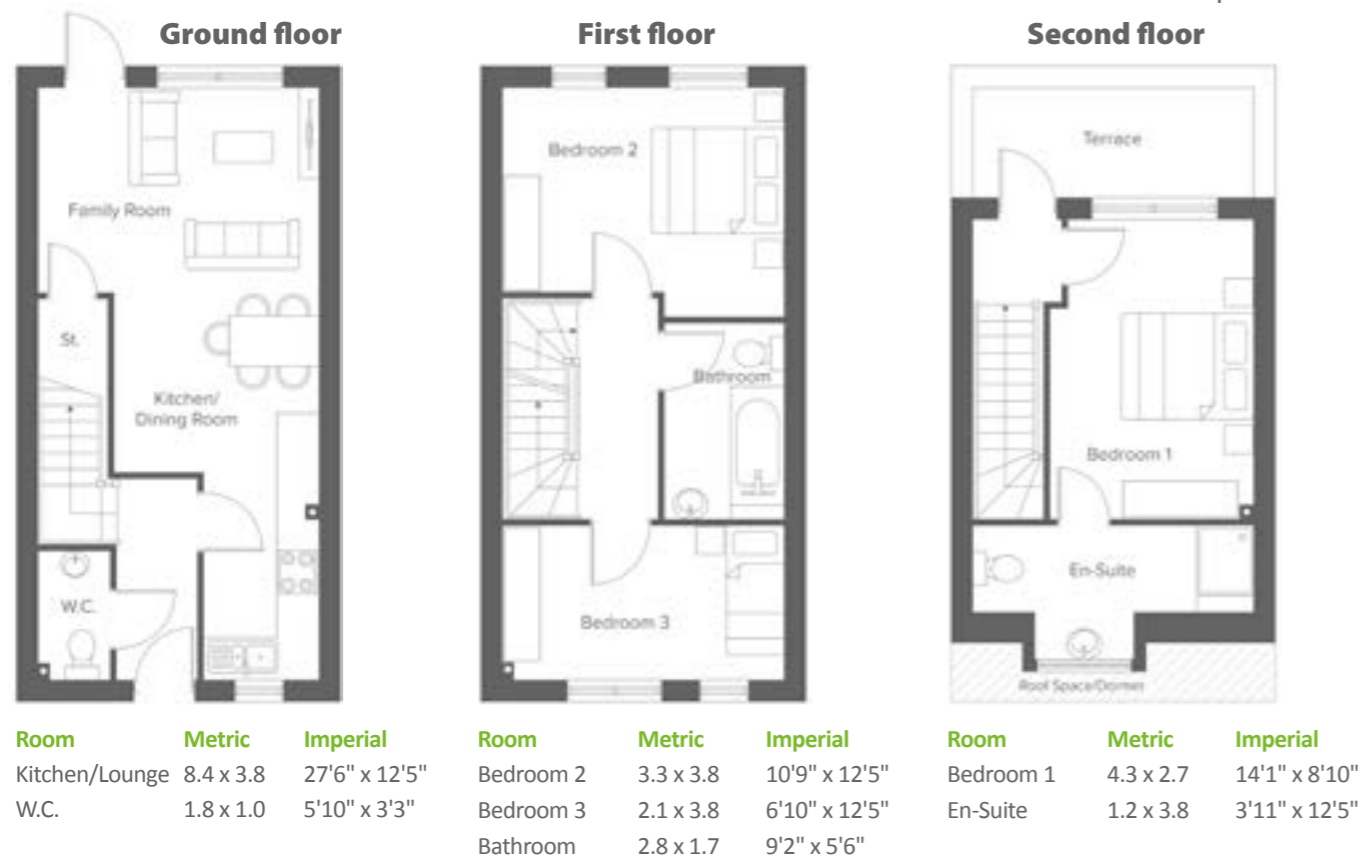 Ground floor
Family Room
St.
Kitchen/
Dining Room
W.C.
Room Metric Imperial
Kitchen/Lounge 8.4 x 3.8 27'6" x 12'5"
W.C. 1.8 x 1.0 5'10" x 3'3"
First floor
Bedroom 2
Bathroom
Bedroom 3
Room Metric Imperial
Bedroom 2 3.3 x 3.8 10'9" x 12'5"
Bedroom 3 2.1 x 3.8 6'10" x 12'5"
Bathroom 2.8 x 1.7 9'2" x 5'6"
Second floor
Terrace
Bedroom 1
En-Suite
Roof Space/Dormer
Room Metric Imperial
Bedroom 1 4.3 x 2.7 14'1" x 8'10"
En-Suite 1.2 x 3.8 3'11" x 12'5"